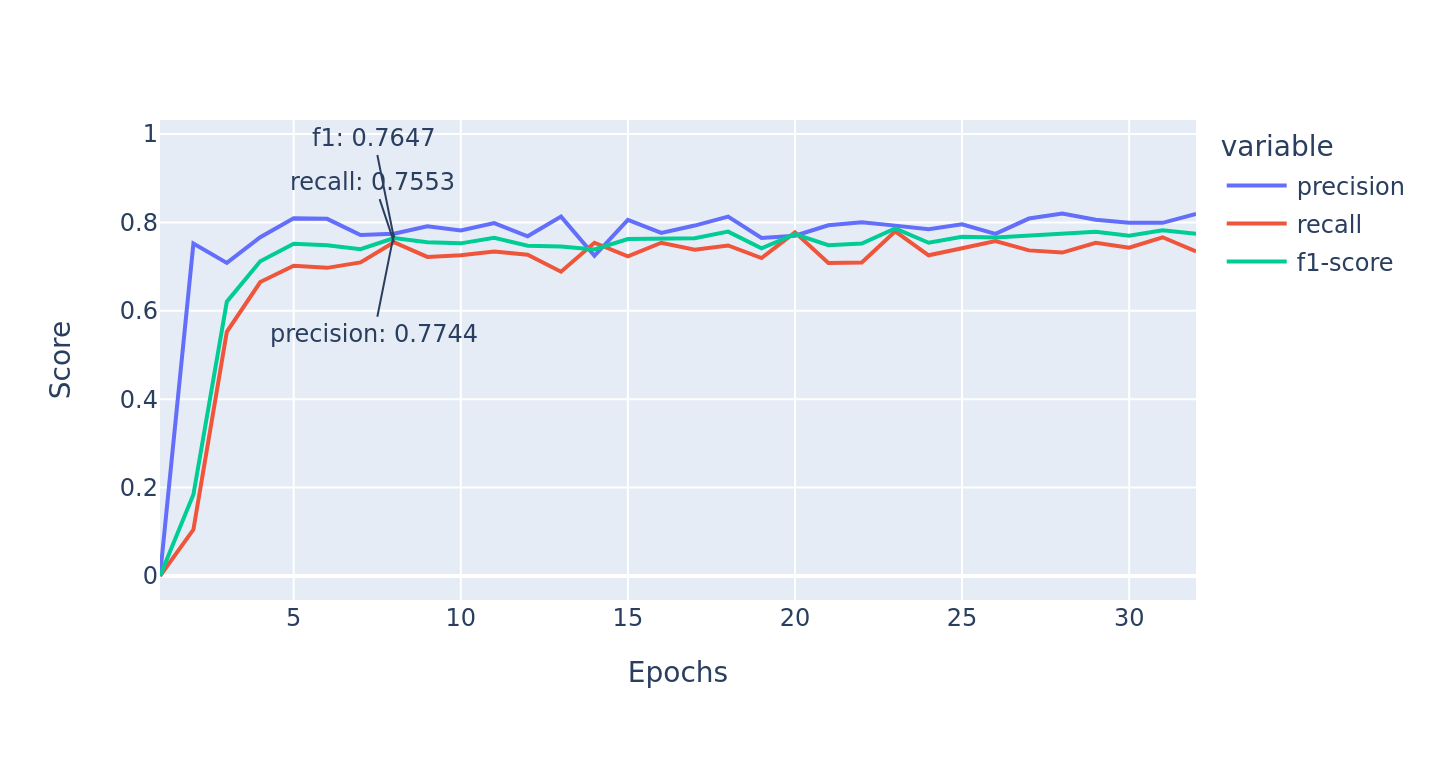 f1: 0.7647
recall: 0.7553
precision: 0.7744
1
0.8
0.6
0.4
0.2
0
5
10
15
20
25
30
Score
Epochs
variable
precision
recall
f1-score